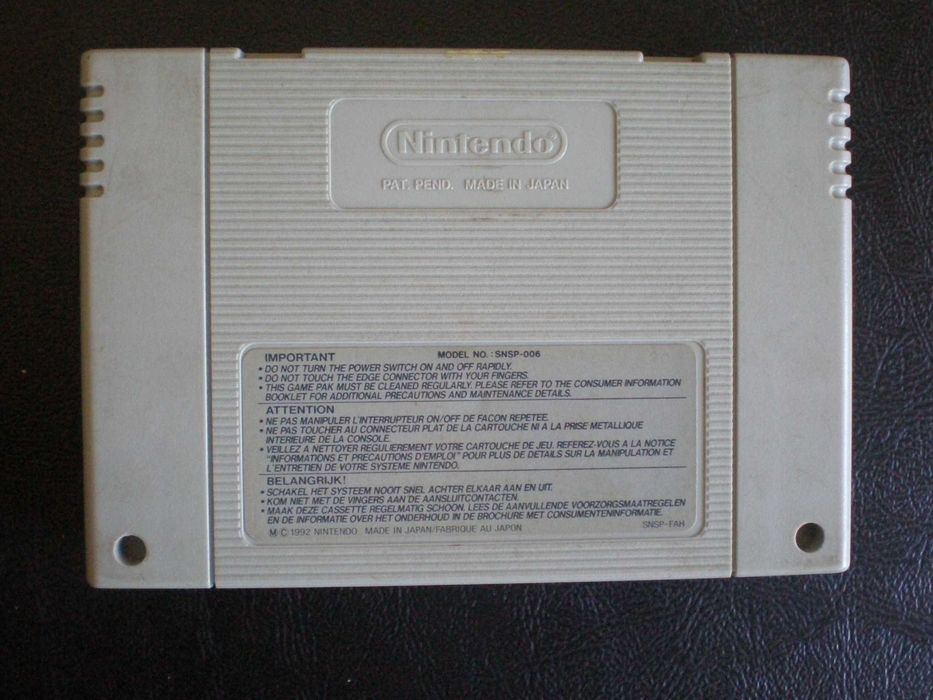 Nintendo®
PAT. PEND. MADE IN JAPAN
IMPORTANT MODEL NO. : SNSP-006
• DO NOT TURN THE POWER SWITCH ON AND OFF RAPIDLY.
• DO NOT TOUCH THE EDGE CONNECTOR WITH YOUR FINGERS.
• THIS GAME PAK MUST BE CLEANED REGULARLY. PLEASE REFER TO THE CONSUMER INFORMATION
BOOKLET FOR ADDITIONAL PRECAUTIONS AND MAINTENANCE DETAILS.
ATTENTION
• NE PAS MANIPULER L'INTERRUPTEUR ON/OFF DE FACON REPETEE.
• NE PAS TOUCHER AU CONNECTEUR PLAT DE LA CARTOUCHE NI A LA PRISE METALLIQUE
INTERIEURE DE LA CONSOLE.
• VEILLEZ A NETTOYER REGULIEREMENT VOTRE CARTOUCHE DE JEU. REFEREZ-VOUS A LA NOTICE
"INFORMATIONS ET PRECAUTIONS D'EMPLOI" POUR PLUS DE DETAILS SUR LA MANIPULATION ET
L'ENTRETIEN DE VOTRE SYSTEME NINTENDO.
BELANGRIJK!
• SCHAKEL HET SYSTEEM NOOIT SNEL ACHTER ELKAAR AAN EN UIT.
• KOM NIET MET DE VINGERS AAN DE AANSLUITCONTACTEN.
• MAAK DEZE CASSETTE REGELMATIG SCHOON. LEES DE AANVULLENDE VOORZORGSMAATREGELEN
EN DE INFORMATIE OVER HET ONDERHOUD IN DE BROCHURE MET CONSUMENTENINFORMATIE.
Ⓜ © 1992 NINTENDO MADE IN JAPAN/FABRIQUE AU JAPON SNSP-FAH